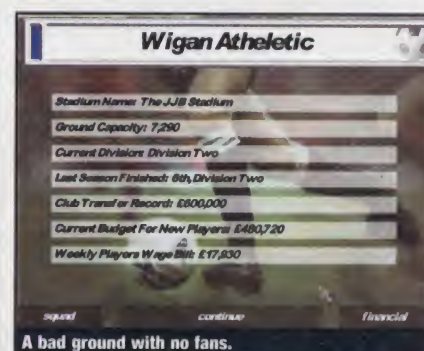 Wigan Atheletic
Stadium Name: The JJB Stadium
Ground Capacity: 7,290
Current Division: Division Two
Last Season Finished: 6th, Division Two
Club Transfer Record: £600,000
Current Budget For New Players: £480,720
Weekly Players Wage Bill: £17,930
squad continue financial
A bad ground with no fans.